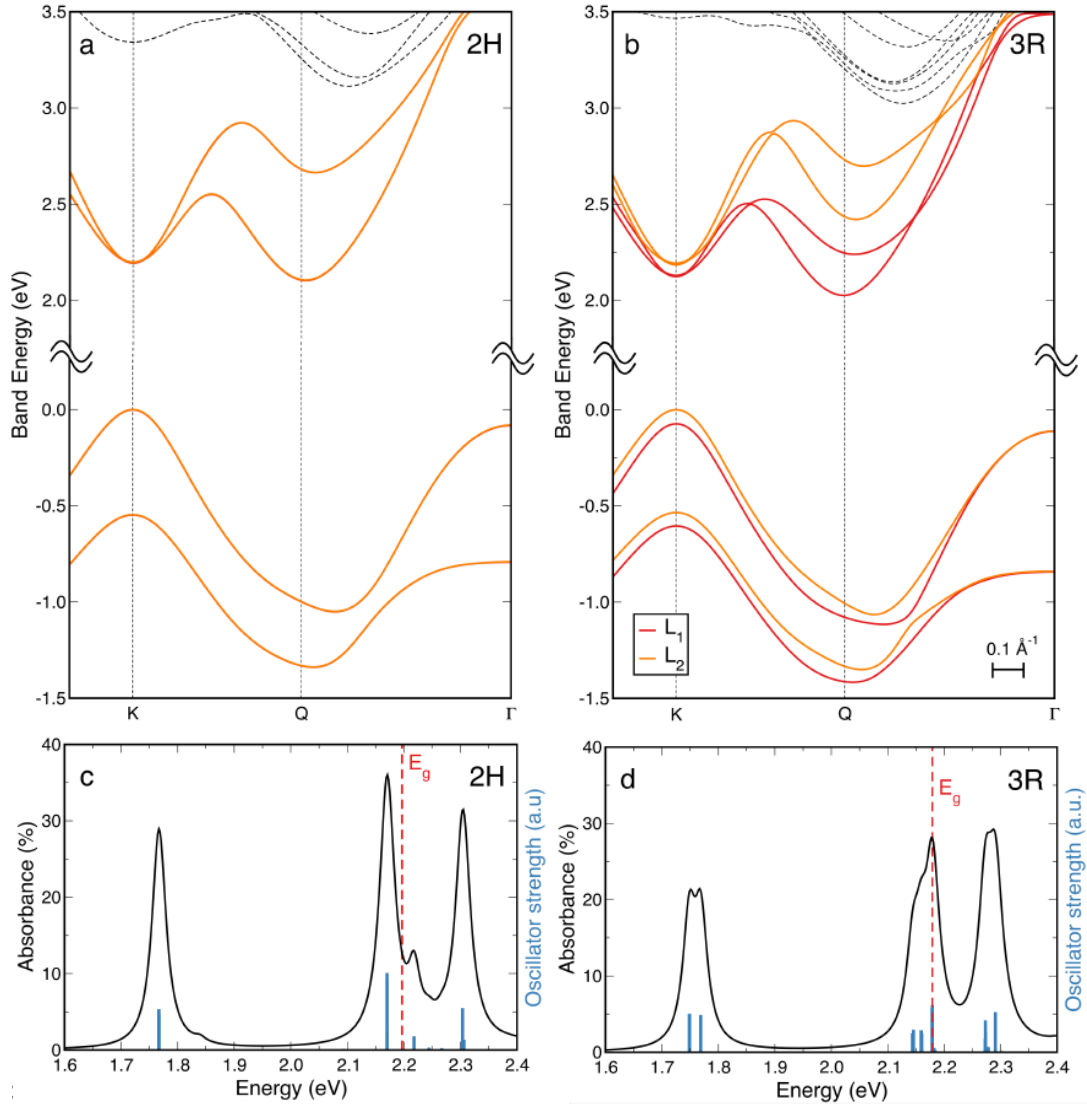 a
2H
3.5
3.0
2.5
2.0
0.0
-0.5
-1.0
-1.5
Band Energy (eV)
K
Q
Γ
b
3R
3.5
3.0
2.5
2.0
0.0
-0.5
-1.0
-1.5
Band Energy (eV)
L1
L2
0.1 Å-1
K
Q
Γ
c
2H
Eg
40
30
20
10
0
Absorbance (%)
Oscillator strength (a.u)
1.6 1.7 1.8 1.9 2.0 2.1 2.2 2.3 2.4
Energy (eV)
d
3R
Eg
40
30
20
10
0
Absorbance (%)
Oscillator strength (a.u.)
1.6 1.7 1.8 1.9 2.0 2.1 2.2 2.3 2.4
Energy (eV)